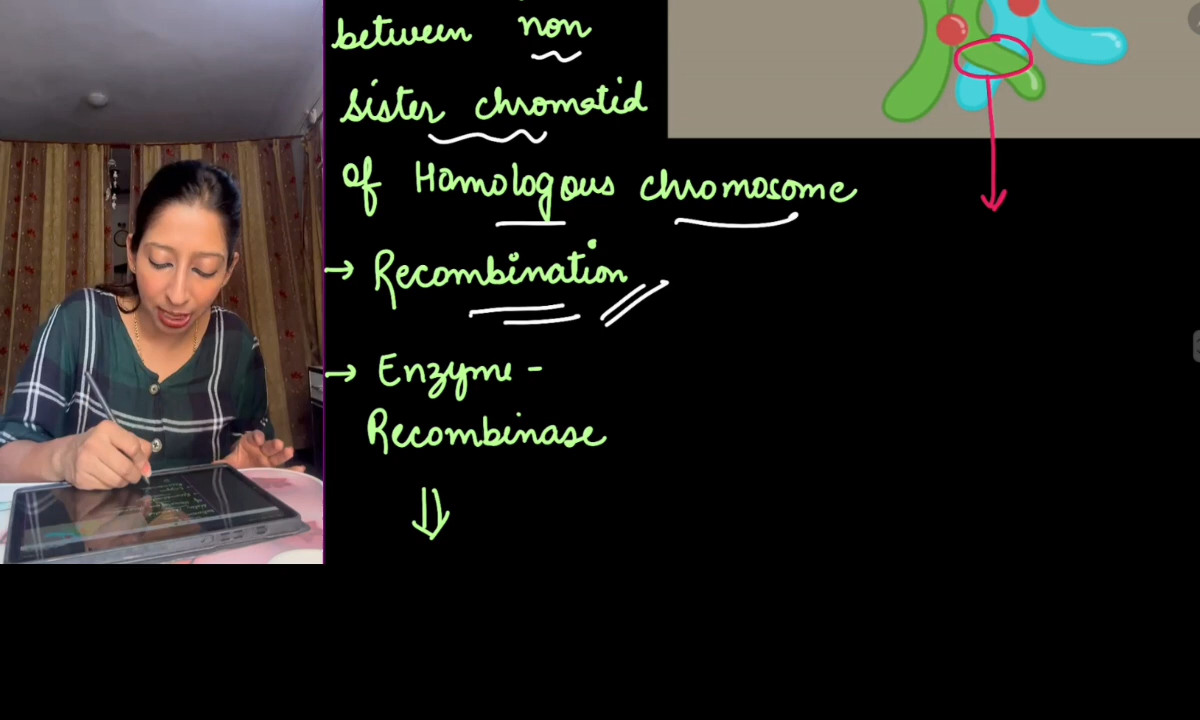 between non
sister chromatid
of Homologous chromosome
→ Recombination
→ Enzyme -
Recombinase